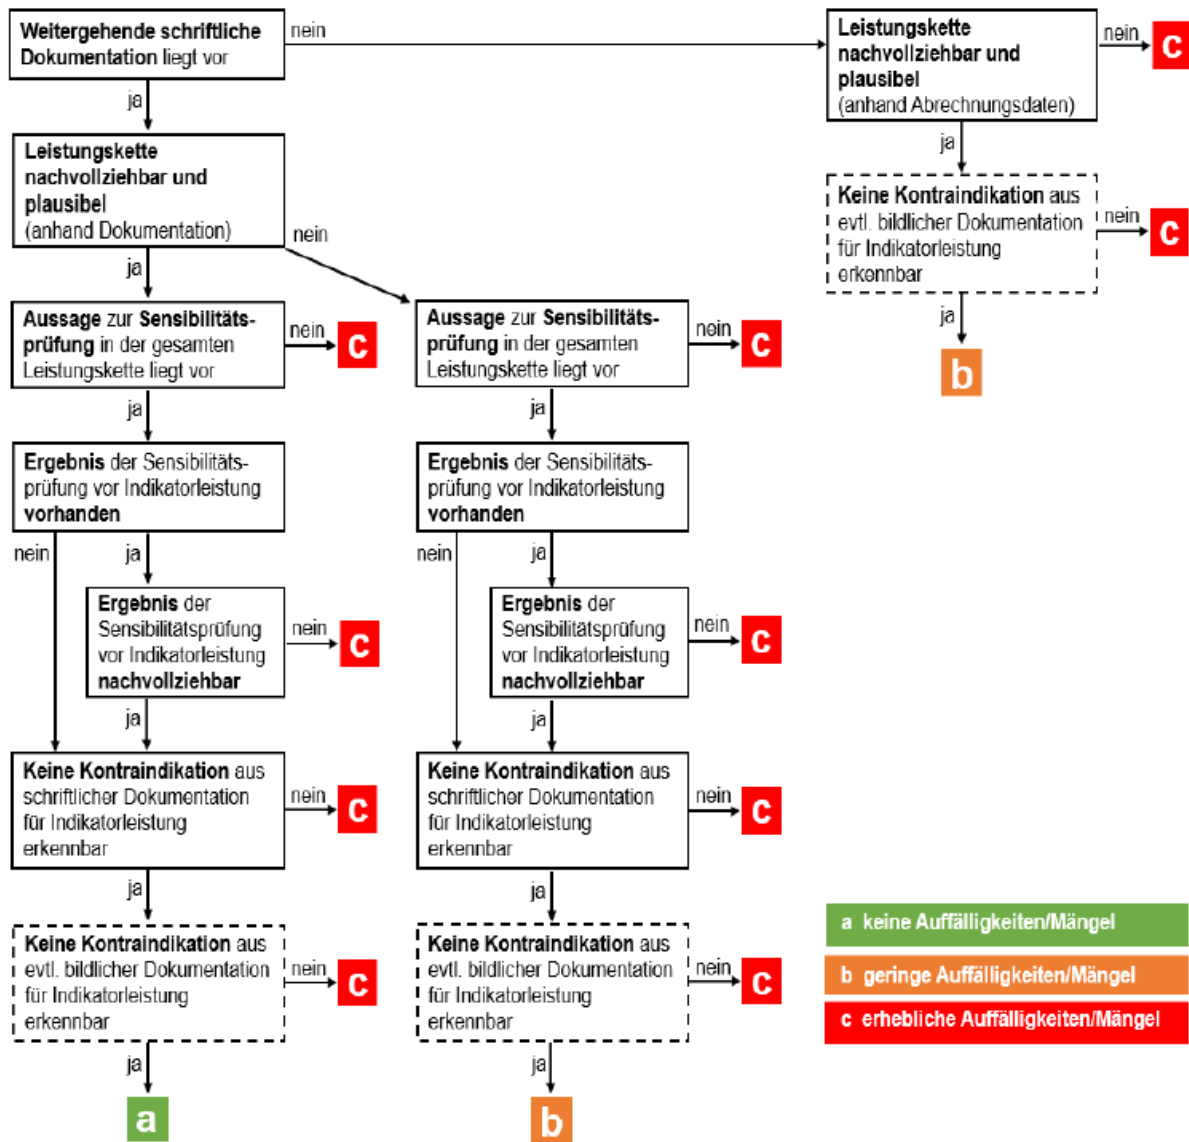 Weitergehende schriftliche
Dokumentation liegt vor
nein
ja
Leistungskette
nachvollziehbar und
plausibel
(anhand Abrechnungsdaten)
nein
c
ja
Keine Kontraindikation aus
evtl. bildlicher Dokumentation
für Indikatorleistung
erkennbar
nein
c
ja
b
Leistungskette
nachvollziehbar und
plausibel
(anhand Dokumentation)
nein
ja
Aussage zur Sensibilitäts-
prüfung in der gesamten
Leistungskette liegt vor
nein
c
ja
Ergebnis der Sensibilitäts-
prüfung vor Indikatorleistung
vorhanden
nein
ja
Ergebnis der
Sensibilitätsprüfung
vor Indikatorleistung
nachvollziehbar
nein
c
ja
Keine Kontraindikation aus
schriftlicher Dokumentation
für Indikatorleistung
erkennbar
nein
c
ja
Keine Kontraindikation aus
evtl. bildlicher Dokumentation
für Indikatorleistung
erkennbar
nein
c
ja
a
Aussage zur Sensibilitäts-
prüfung in der gesamten
Leistungskette liegt vor
nein
c
ja
Ergebnis der Sensibilitäts-
prüfung vor Indikatorleistung
vorhanden
nein
ja
Ergebnis der
Sensibilitätsprüfung
vor Indikatorleistung
nachvollziehbar
nein
c
ja
Keine Kontraindikation aus
schriftlicher Dokumentation
für Indikatorleistung
erkennbar
nein
c
ja
Keine Kontraindikation aus
evtl. bildlicher Dokumentation
für Indikatorleistung
erkennbar
nein
c
ja
b
a keine Auffälligkeiten/Mängel
b geringe Auffälligkeiten/Mängel
c erhebliche Auffälligkeiten/Mängel